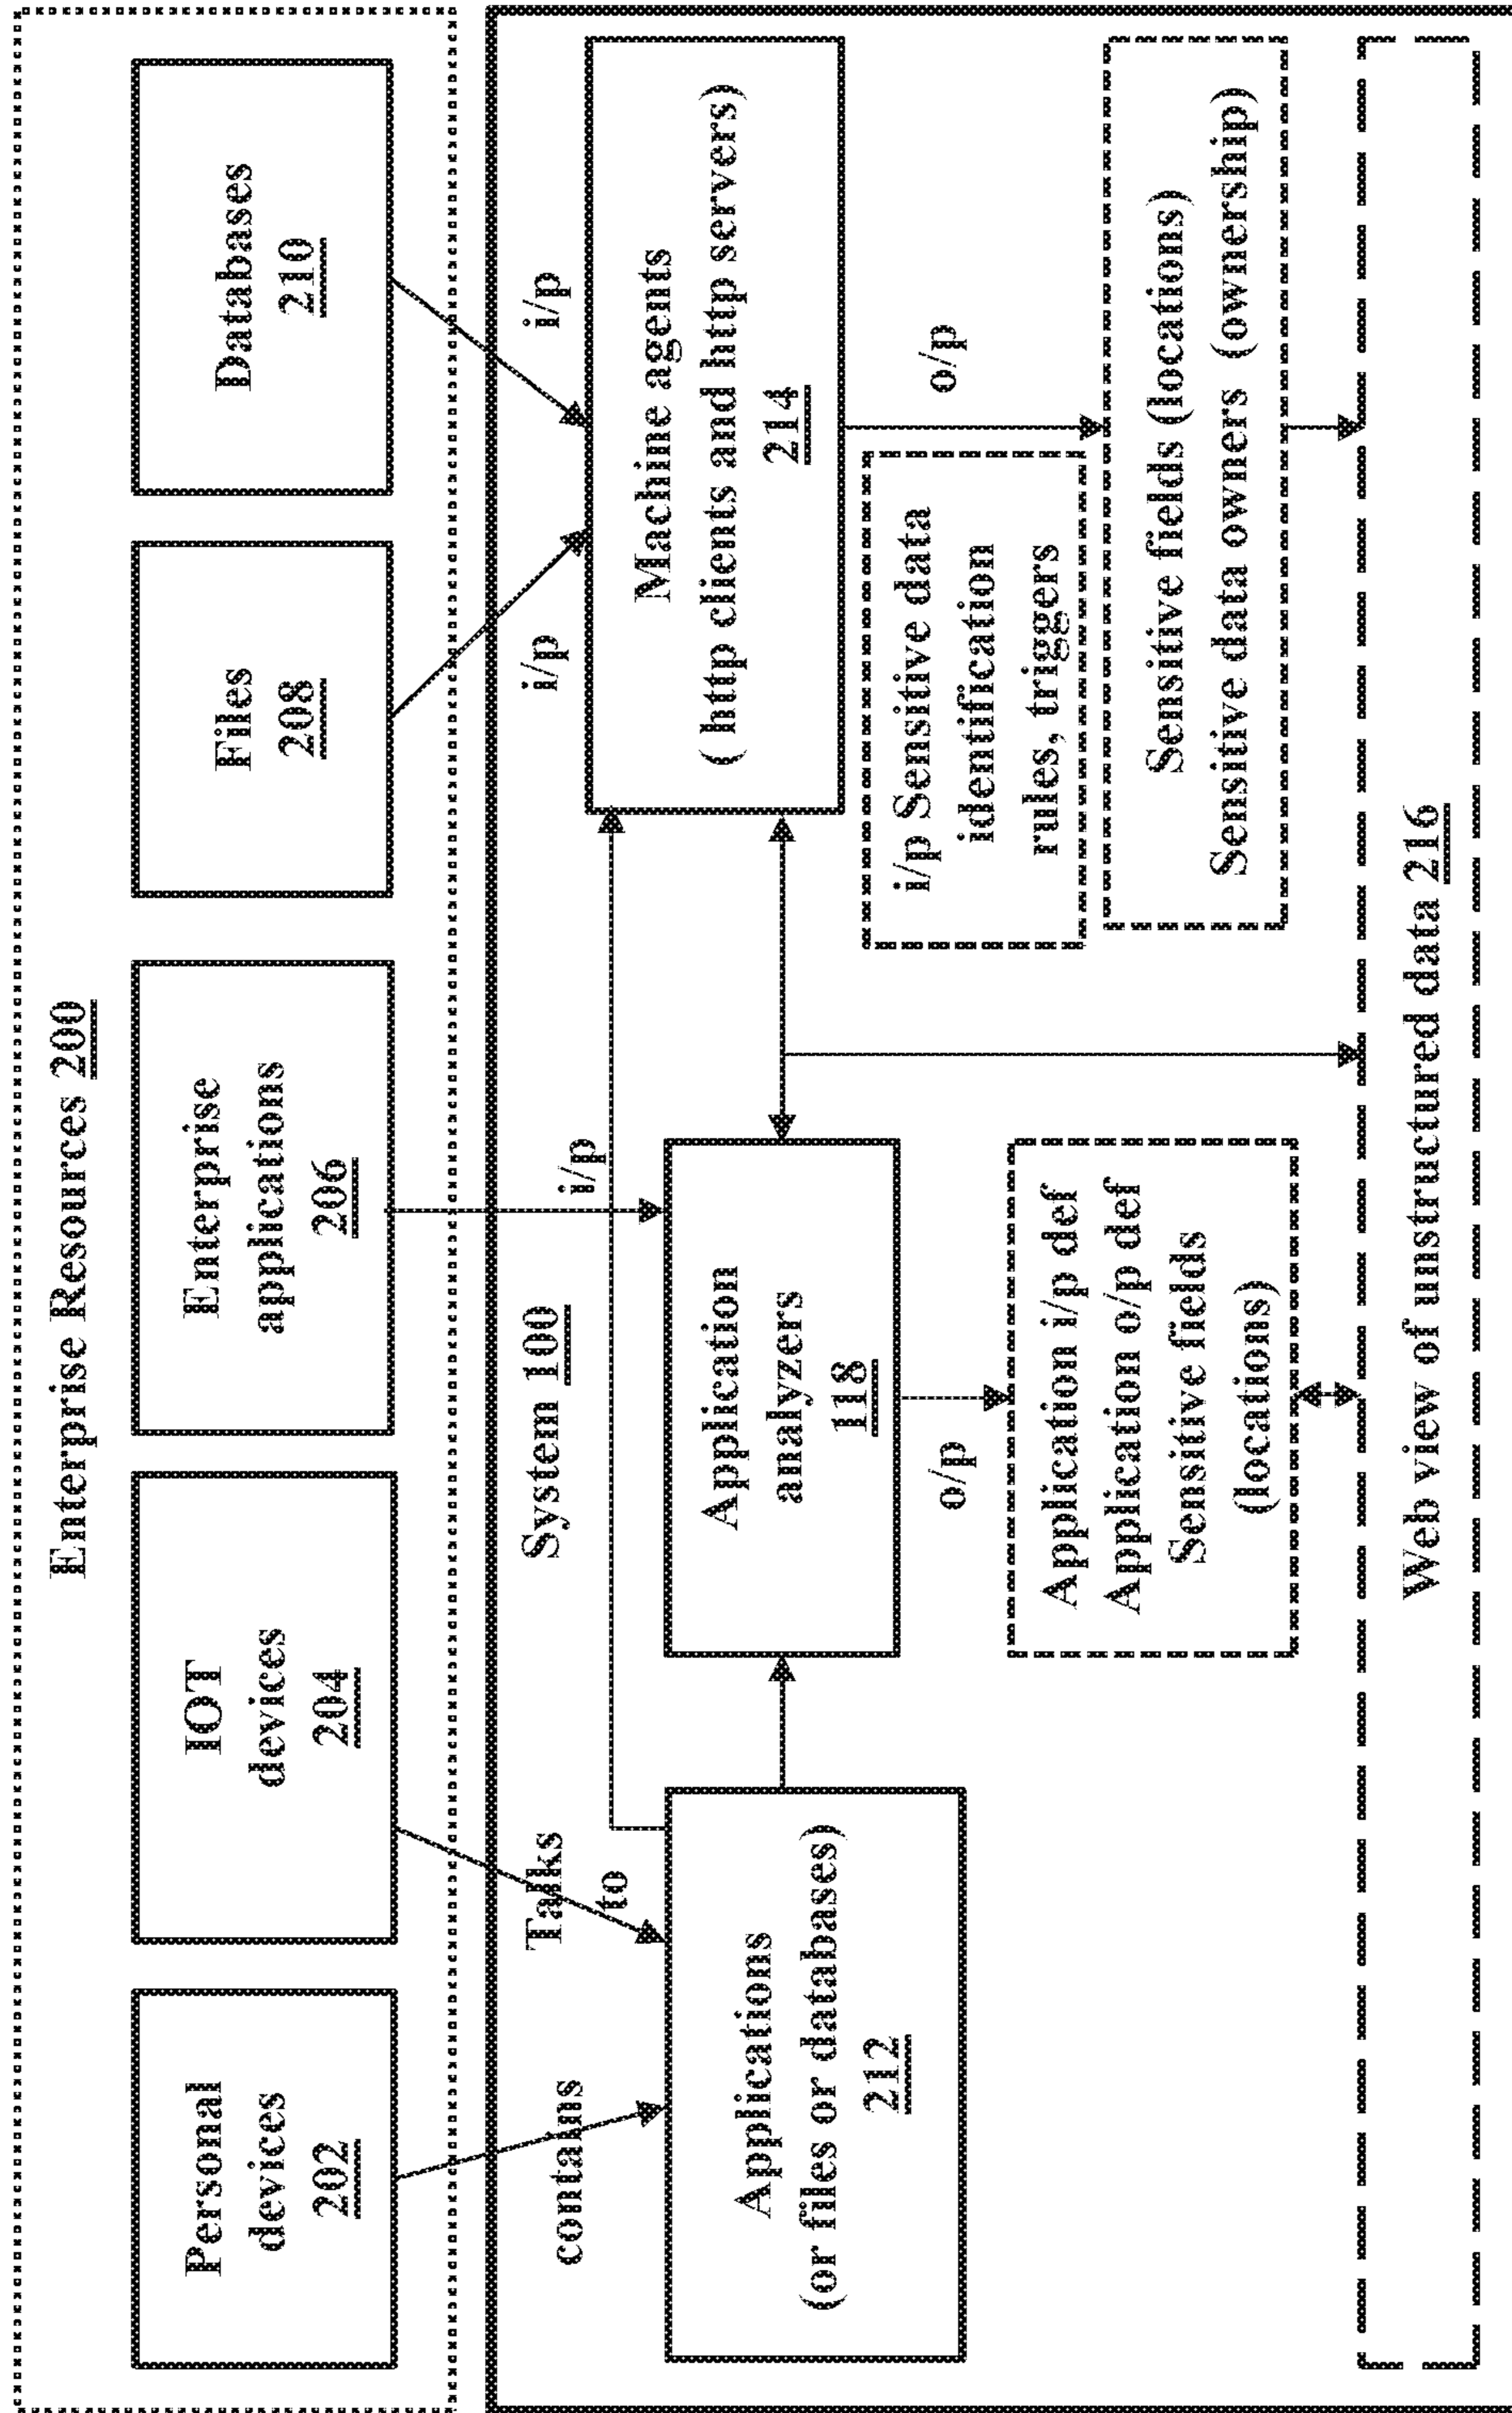 Enterprise Resources 200
Personal
devices
202
IOT
devices
204
Enterprise
applications
206
Files
208
Databases
210
contans
Talks
to
System 100
i/p
i/p
i/p
Applications
(or files or databases)
212
Application
analyzers
118
Machine agents
( http clients and http servers)
214
o/p
Application i/p def
Application o/p def
Sensitive fields
(locations)
i/p Sensitive data
identification
rules, triggers
o/p
Sensitive fields (locations)
Sensitive data owners (ownership)
Web view of unstructured data 216